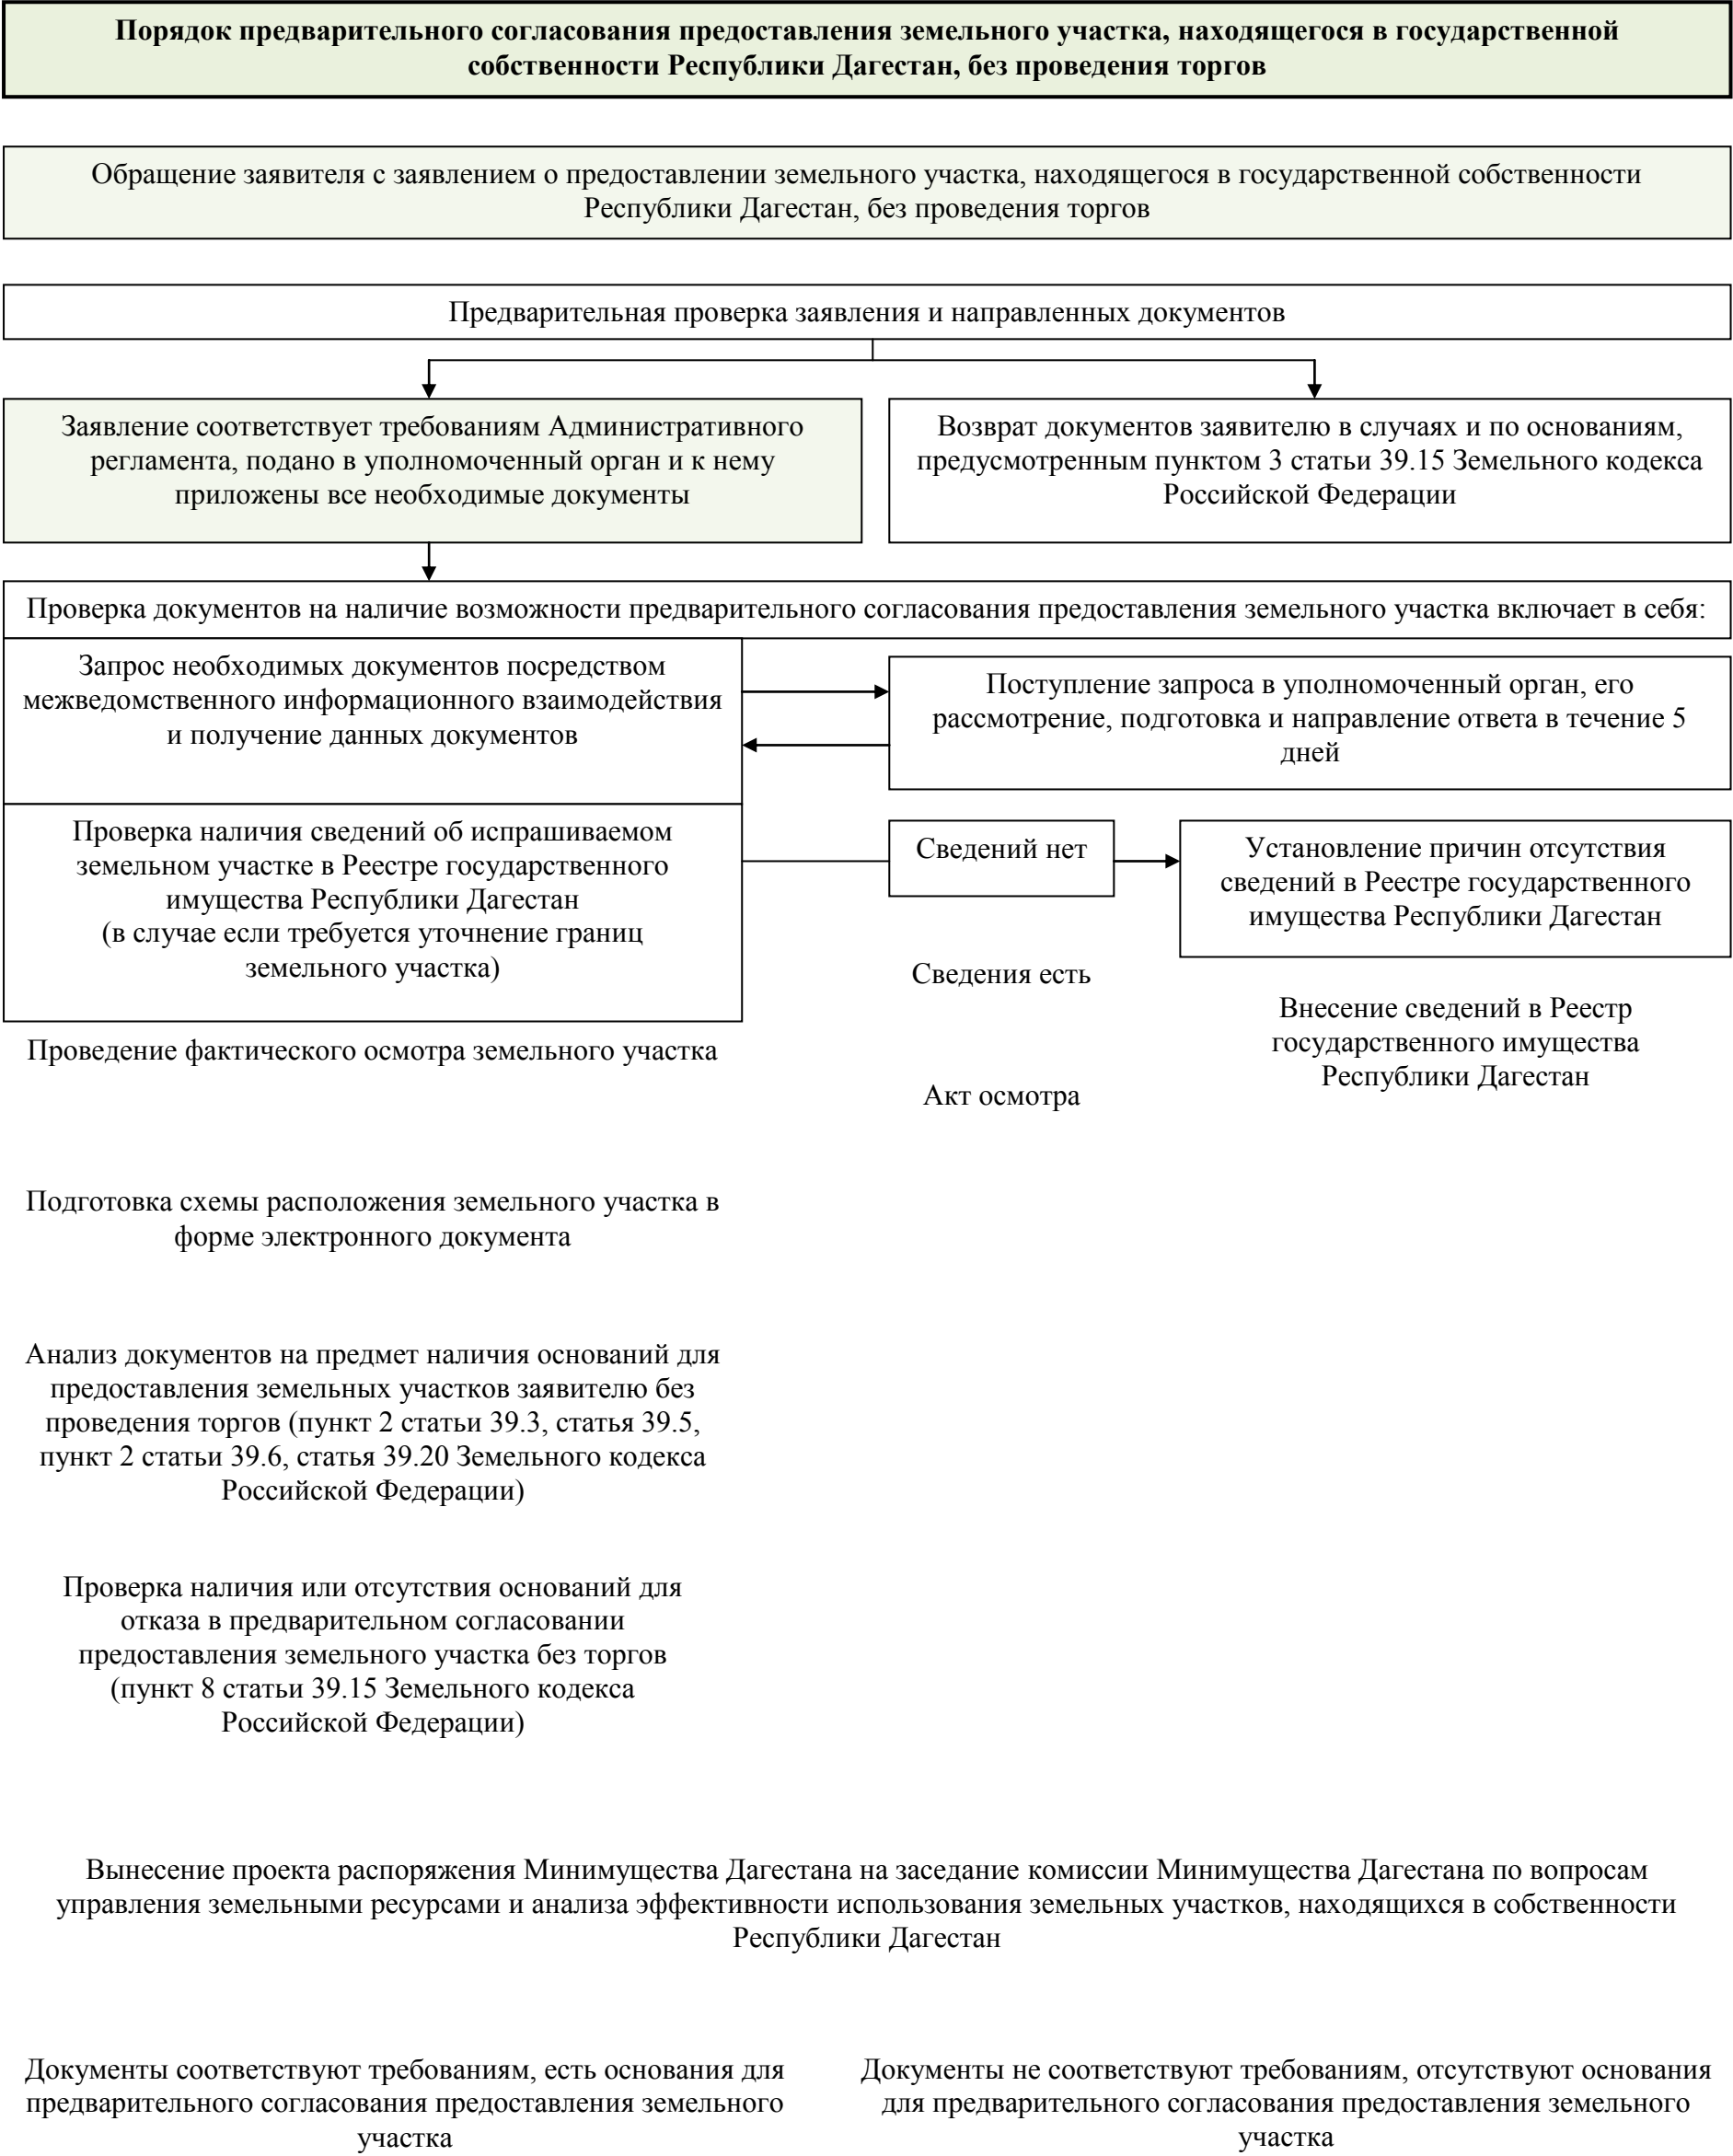 Порядок предварительного согласования предоставления земельного участка, находящегося в государственной
собственности Республики Дагестан, без проведения торгов
Обращение заявителя с заявлением о предоставлении земельного участка, находящегося в государственной собственности
Республики Дагестан, без проведения торгов
Предварительная проверка заявления и направленных документов
Заявление соответствует требованиям Административного
регламента, подано в уполномоченный орган и к нему
приложены все необходимые документы
Возврат документов заявителю в случаях и по основаниям,
предусмотренным пунктом 3 статьи 39.15 Земельного кодекса
Российской Федерации
Проверка документов на наличие возможности предварительного согласования предоставления земельного участка включает в себя:
Запрос необходимых документов посредством
межведомственного информационного взаимодействия
и получение данных документов
Поступление запроса в уполномоченный орган, его
рассмотрение, подготовка и направление ответа в течение 5
дней
Проверка наличия сведений об испрашиваемом
земельном участке в Реестре государственного
имущества Республики Дагестан
(в случае если требуется уточнение границ
земельного участка)
Сведений нет
Установление причин отсутствия
сведений в Реестре государственного
имущества Республики Дагестан
Сведения есть
Внесение сведений в Реестр
государственного имущества
Республики Дагестан
Проведение фактического осмотра земельного участка
Акт осмотра
Подготовка схемы расположения земельного участка в
форме электронного документа
Анализ документов на предмет наличия оснований для
предоставления земельных участков заявителю без
проведения торгов (пункт 2 статьи 39.3, статья 39.5,
пункт 2 статьи 39.6, статья 39.20 Земельного кодекса
Российской Федерации)
Проверка наличия или отсутствия оснований для
отказа в предварительном согласовании
предоставления земельного участка без торгов
(пункт 8 статьи 39.15 Земельного кодекса
Российской Федерации)
Вынесение проекта распоряжения Минимущества Дагестана на заседание комиссии Минимущества Дагестана по вопросам
управления земельными ресурсами и анализа эффективности использования земельных участков, находящихся в собственности
Республики Дагестан
Документы соответствуют требованиям, есть основания для
предварительного согласования предоставления земельного
участка
Документы не соответствуют требованиям, отсутствуют основания
для предварительного согласования предоставления земельного
участка